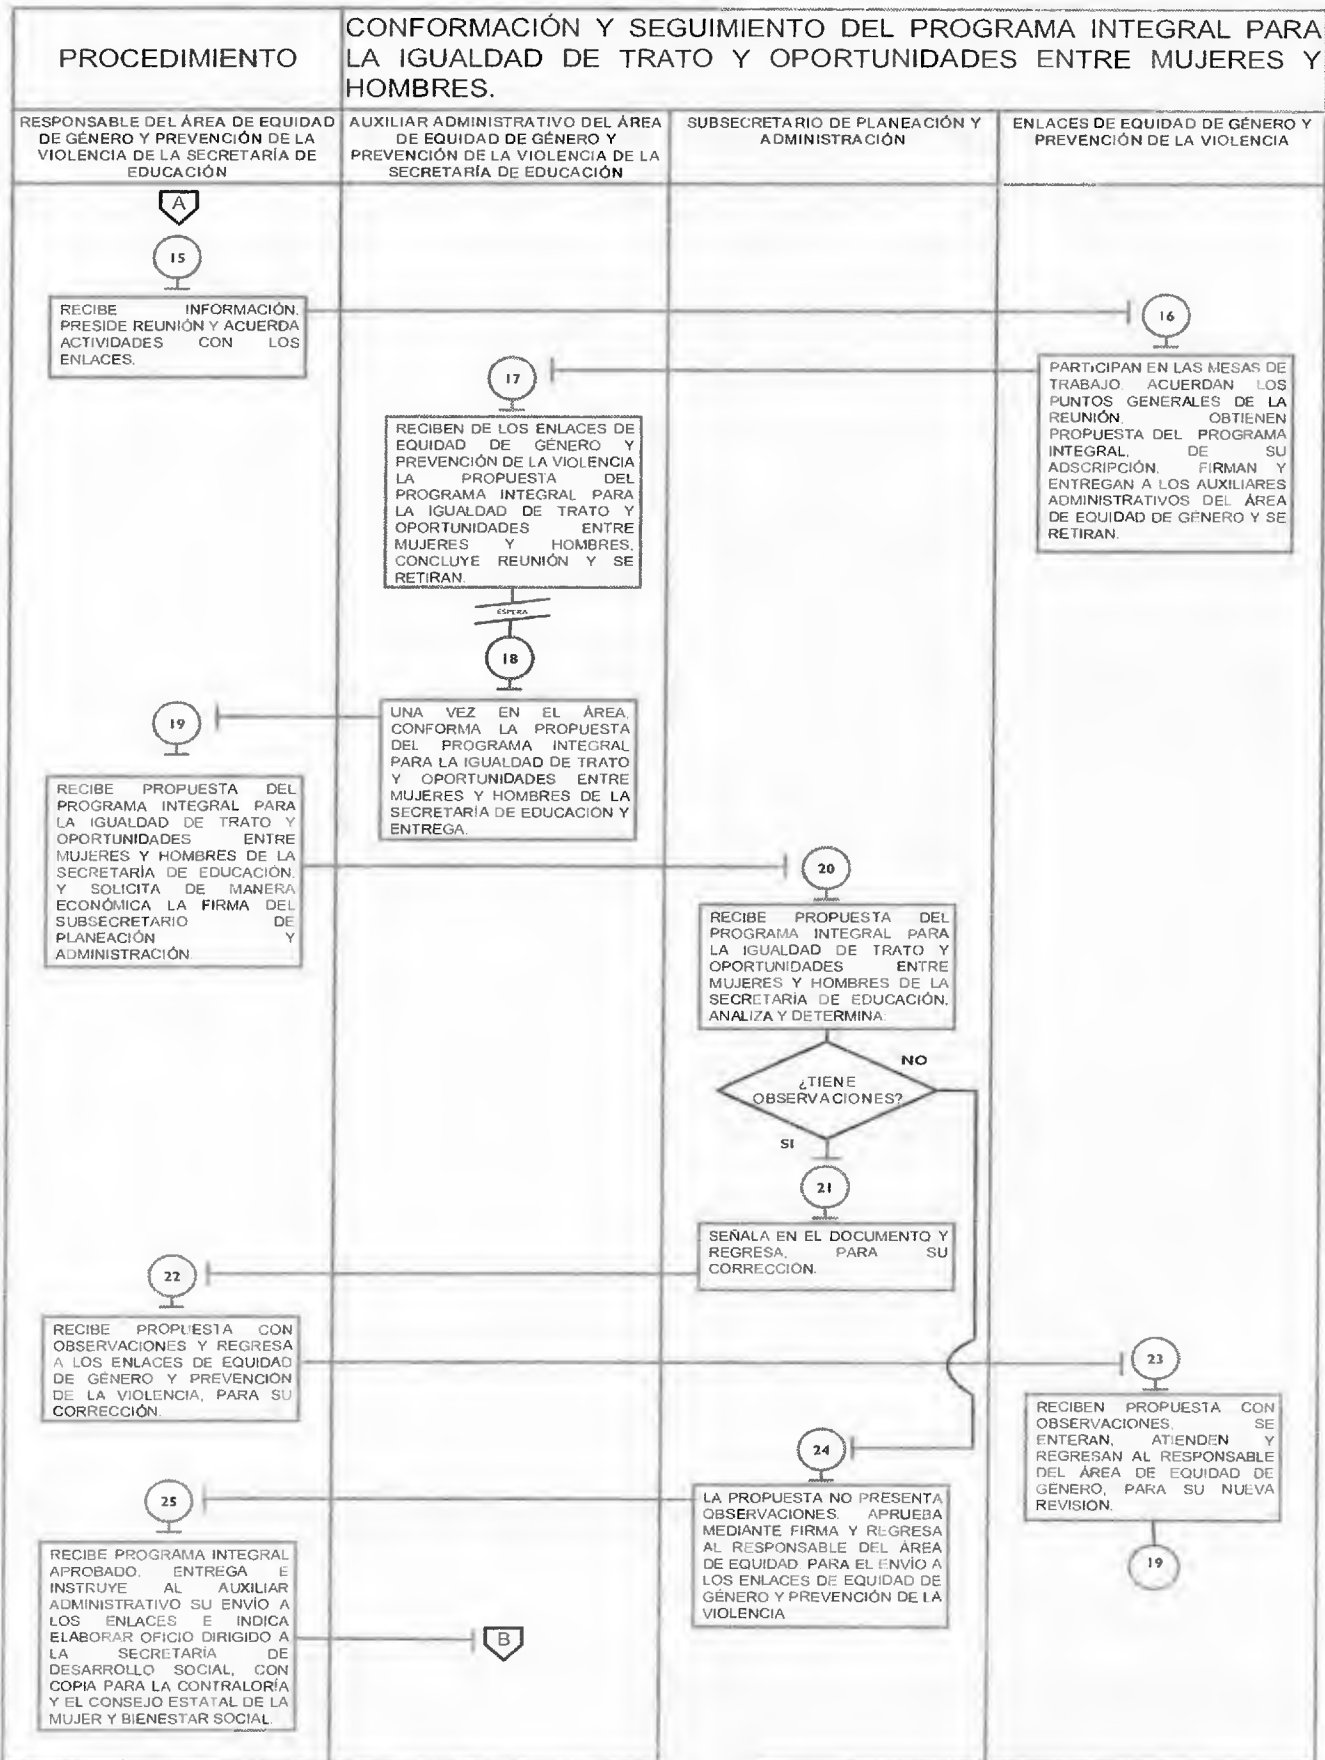 PROCEDIMIENTO
CONFORMACIÓN Y SEGUIMIENTO DEL PROGRAMA INTEGRAL PARA
LA IGUALDAD DE TRATO Y OPORTUNIDADES ENTRE MUJERES Y
HOMBRES.
RESPONSABLE DEL ÁREA DE EQUIDAD
DE GÉNERO Y PREVENCIÓN DE LA
VIOLENCIA DE LA SECRETARÍA DE
EDUCACIÓN
AUXILIAR ADMINISTRATIVO DEL ÁREA
DE EQUIDAD DE GÉNERO Y
PREVENCIÓN DE LA VIOLENCIA DE LA
SECRETARÍA DE EDUCACIÓN
SUBSECRETARIO DE PLANEACIÓN Y
ADMINISTRACIÓN
ENLACES DE EQUIDAD DE GÉNERO Y
PREVENCIÓN DE LA VIOLENCIA
A
15
RECIBE INFORMACIÓN.
PRESIDE REUNIÓN Y ACUERDA
ACTIVIDADES CON LOS
ENLACES.
16
PARTICIPAN EN LAS MESAS DE
TRABAJO. ACUERDAN LOS
PUNTOS GENERALES DE LA
REUNIÓN. OBTIENEN
PROPUESTA DEL PROGRAMA
INTEGRAL, DE SU
ADSCRIPCIÓN, FIRMAN Y
ENTREGAN A LOS AUXILIARES
ADMINISTRATIVOS DEL ÁREA
DE EQUIDAD DE GÉNERO Y SE
RETIRAN.
17
RECIBEN DE LOS ENLACES DE
EQUIDAD DE GÉNERO Y
PREVENCIÓN DE LA VIOLENCIA
LA PROPUESTA DEL
PROGRAMA INTEGRAL PARA
LA IGUALDAD DE TRATO Y
OPORTUNIDADES ENTRE
MUJERES Y HOMBRES,
CONCLUYE REUNIÓN Y SE
RETIRAN.
ESPERA
18
UNA VEZ EN EL ÁREA,
CONFORMA LA PROPUESTA
DEL PROGRAMA INTEGRAL
PARA LA IGUALDAD DE TRATO
Y OPORTUNIDADES ENTRE
MUJERES Y HOMBRES DE LA
SECRETARÍA DE EDUCACIÓN Y
ENTREGA.
19
RECIBE PROPUESTA DEL
PROGRAMA INTEGRAL PARA
LA IGUALDAD DE TRATO Y
OPORTUNIDADES ENTRE
MUJERES Y HOMBRES DE LA
SECRETARÍA DE EDUCACIÓN,
Y SOLICITA DE MANERA
ECONÓMICA LA FIRMA DEL
SUBSECRETARIO DE
PLANEACIÓN Y
ADMINISTRACIÓN.
20
RECIBE PROPUESTA DEL
PROGRAMA INTEGRAL PARA
LA IGUALDAD DE TRATO Y
OPORTUNIDADES ENTRE
MUJERES Y HOMBRES DE LA
SECRETARÍA DE EDUCACIÓN.
ANALIZA Y DETERMINA.
NO
¿TIENE
OBSERVACIONES?
SI
21
SEÑALA EN EL DOCUMENTO Y
REGRESA, PARA SU
CORRECCIÓN.
22
RECIBE PROPUESTA CON
OBSERVACIONES Y REGRESA
A LOS ENLACES DE EQUIDAD
DE GÉNERO Y PREVENCION
DE LA VIOLENCIA, PARA SU
CORRECCIÓN.
23
RECIBEN PROPUESTA CON
OBSERVACIONES, SE
ENTERAN, ATIENDEN Y
REGRESAN AL RESPONSABLE
DEL ÁREA DE EQUIDAD DE
GÉNERO, PARA SU NUEVA
REVISION.
19
24
LA PROPUESTA NO PRESENTA
OBSERVACIONES. APRUEBA
MEDIANTE FIRMA Y REGRESA
AL RESPONSABLE DEL ÁREA
DE EQUIDAD PARA EL ENVÍO A
LOS ENLACES DE EQUIDAD DE
GÉNERO Y PREVENCIÓN DE LA
VIOLENCIA
25
RECIBE PROGRAMA INTEGRAL
APROBADO. ENTREGA E
INSTRUYE AL AUXILIAR
ADMINISTRATIVO SU ENVÍO A
LOS ENLACES E INDICA
ELABORAR OFICIO DIRIGIDO A
LA SECRETARÍA DE
DESARROLLO SOCIAL, CON
COPIA PARA LA CONTRALORÍA
Y EL CONSEJO ESTATAL DE LA
MUJER Y BIENESTAR SOCIAL.
B